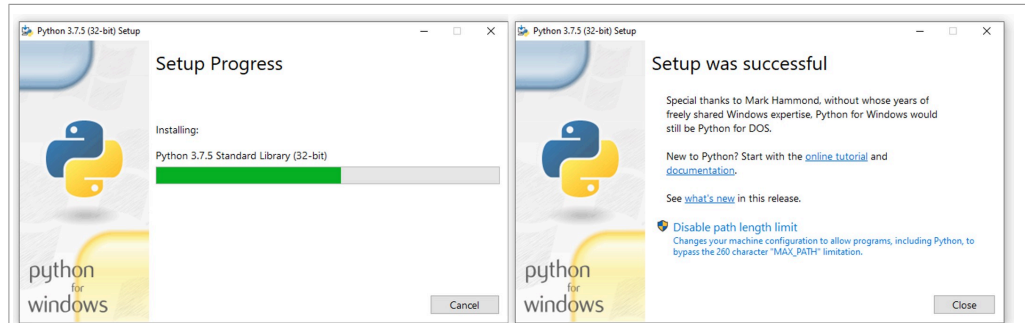 Python 3.7.5 (32-bit) Setup
Setup Progress
Installing:
Python 3.7.5 Standard Library (32-bit)
python
for
windows
Cancel
Python 3.7.5 (32-bit) Setup
Setup was successful
Special thanks to Mark Hammond, without whose years of
freely shared Windows expertise, Python for Windows would
still be Python for DOS.
New to Python? Start with the online tutorial and
documentation.
See what's new in this release.
Disable path length limit
Changes your machine configuration to allow programs, including Python, to
bypass the 260 character "MAX_PATH" limitation.
python
for
windows
Close